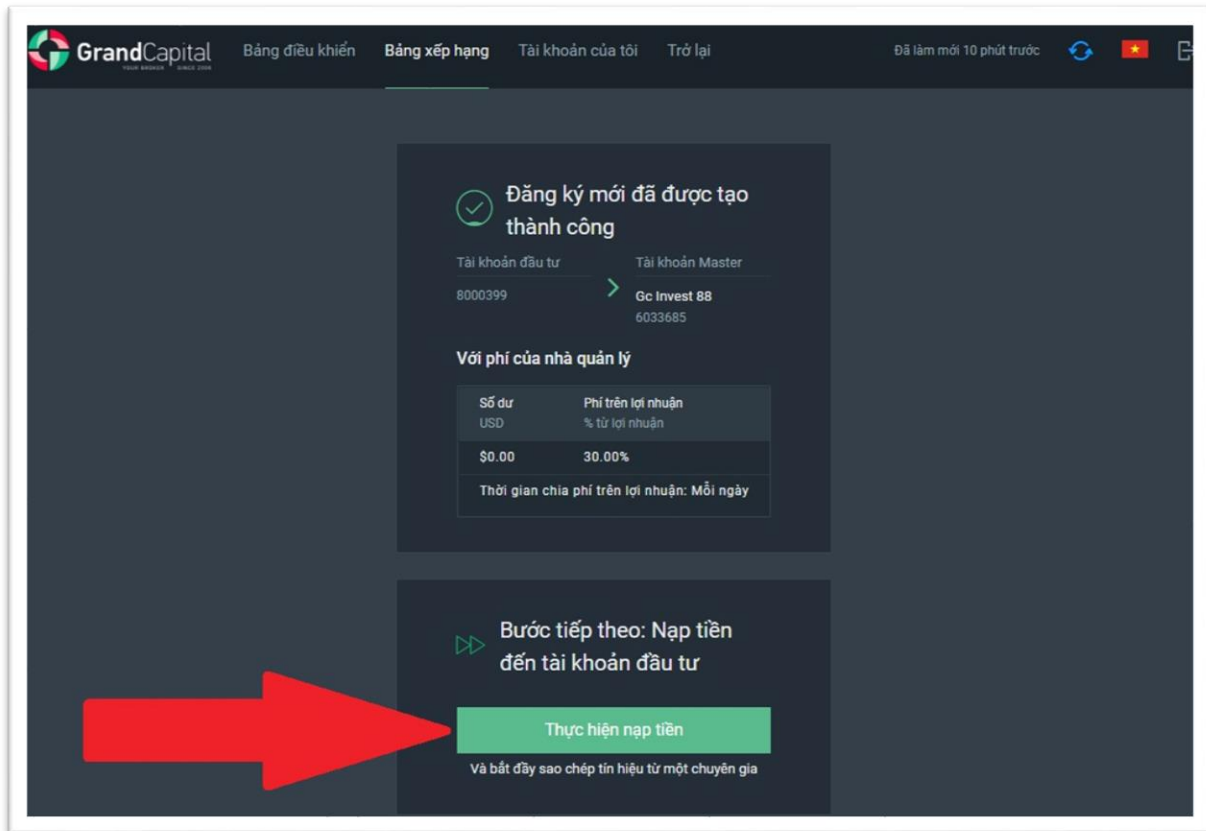 GrandCapital
YOUR BROKER SINCE 2006
Bảng điều khiển
Bảng xếp hạng
Tài khoản của tôi
Trở lại
Đã làm mới 10 phút trước
Đăng ký mới đã được tạo
thành công
Tài khoản đầu tư
Tài khoản Master
8000399
Gc Invest 88
6033685
Với phí của nhà quản lý
Số dư
Phí trên lợi nhuận
USD
% từ lợi nhuận
$0.00
30.00%
Thời gian chia phí trên lợi nhuận: Mỗi ngày
Bước tiếp theo: Nạp tiền
đến tài khoản đầu tư
Thực hiện nạp tiền
Và bắt đầy sao chép tín hiệu từ một chuyên gia